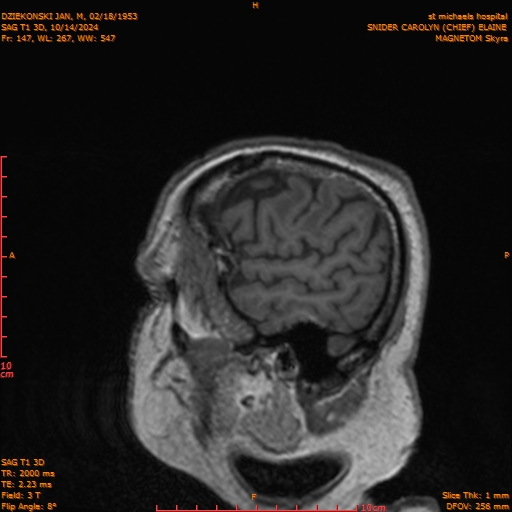 H
DZIEKONSKI JAN, M, 02/18/1953
SAG T1 3D, 10/14/2024
Fr: 147, WL: 267, WW: 547
st michaels hospital
SNIDER CAROLYN (CHIEF) ELAINE
MAGNETOM Skyra
A
P
10
cm
SAG T1 3D
TR: 2000 ms
TE: 2.23 ms
Field: 3 T
Flip Angle: 8°
F
10cm
Slice Thk: 1 mm
DFOV: 256 mm